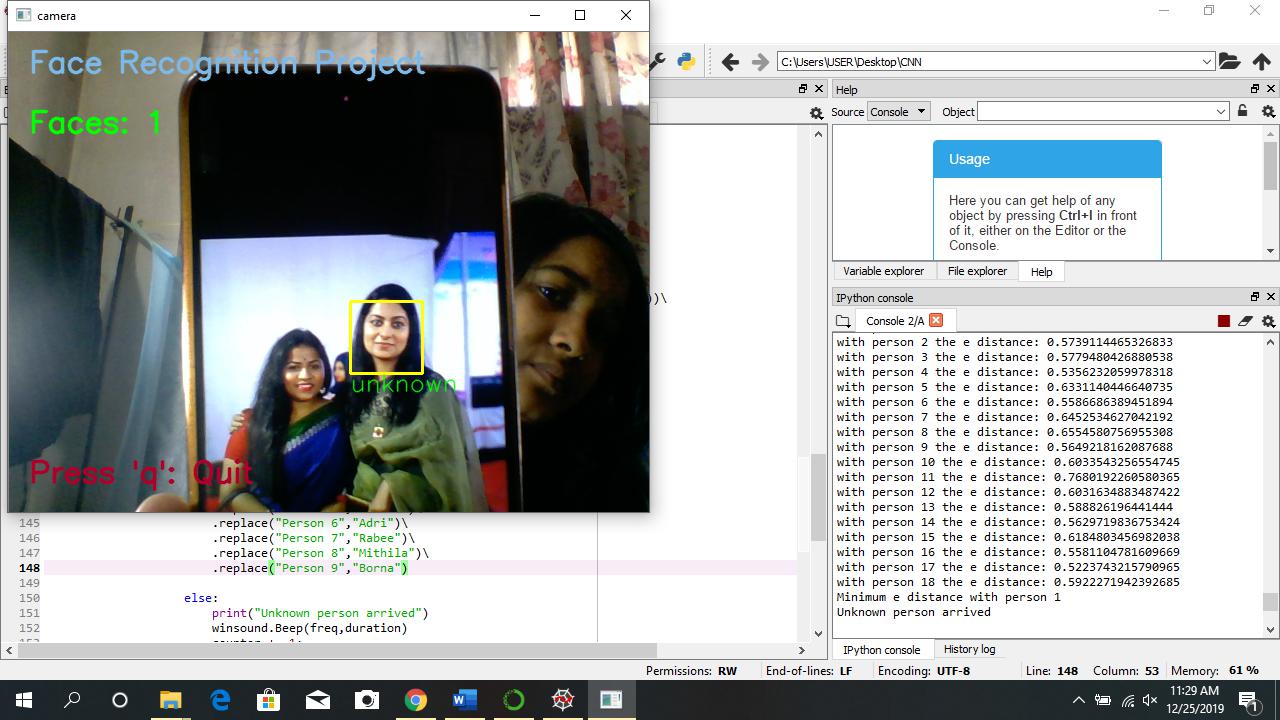 camera
Face Recognition Project
Faces: 1
unknown
Press 'q': Quit
C:\Users\USER\Desktop\CNN
Help
Source Console Object
Usage
Here you can get help of any
object by pressing Ctrl+I in front
of it, either on the Editor or the
Console.
Variable explorer File explorer Help
))\
145 .replace("Person 6","Adri")\
146 .replace("Person 7","Rabee")\
147 .replace("Person 8","Mithila")\
148 .replace("Person 9","Borna")
149
150 else:
151 print("Unknown person arrived")
152 winsound.Beep(freq,duration)
IPython console
Console 2/A
with person 2 the e distance: 0.5739114465326833
with person 3 the e distance: 0.5779480426880538
with person 4 the e distance: 0.5359232059978318
with person 5 the e distance: 0.6331140446940735
with person 6 the e distance: 0.5586686389451894
with person 7 the e distance: 0.6452534627042192
with person 8 the e distance: 0.6554580756955308
with person 9 the e distance: 0.5649218162087688
with person 10 the e distance: 0.6033543256554745
with person 11 the e distance: 0.7680192260580365
with person 12 the e distance: 0.6031634883487422
with person 13 the e distance: 0.588826196441444
with person 14 the e distance: 0.5629719836753424
with person 15 the e distance: 0.6184803456982038
with person 16 the e distance: 0.5581104781609669
with person 17 the e distance: 0.5223743215790965
with person 18 the e distance: 0.5922271942392685
Minimum e distance with person 1
Unknown person arrived
IPython console History log
Permissions: RW End-of-lines: LF Encoding: UTF-8 Line: 148 Column: 53 Memory: 61 %
11:29 AM
12/25/2019
1